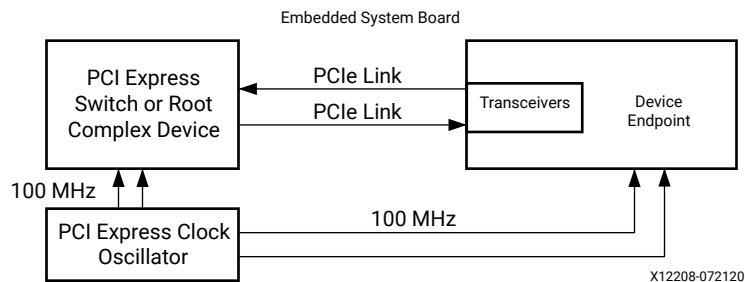 Embedded System Board
PCI Express
Switch or Root
Complex Device
PCIe Link
PCIe Link
Transceivers
Device
Endpoint
100 MHz
PCI Express Clock
Oscillator
100 MHz
X12208-072120